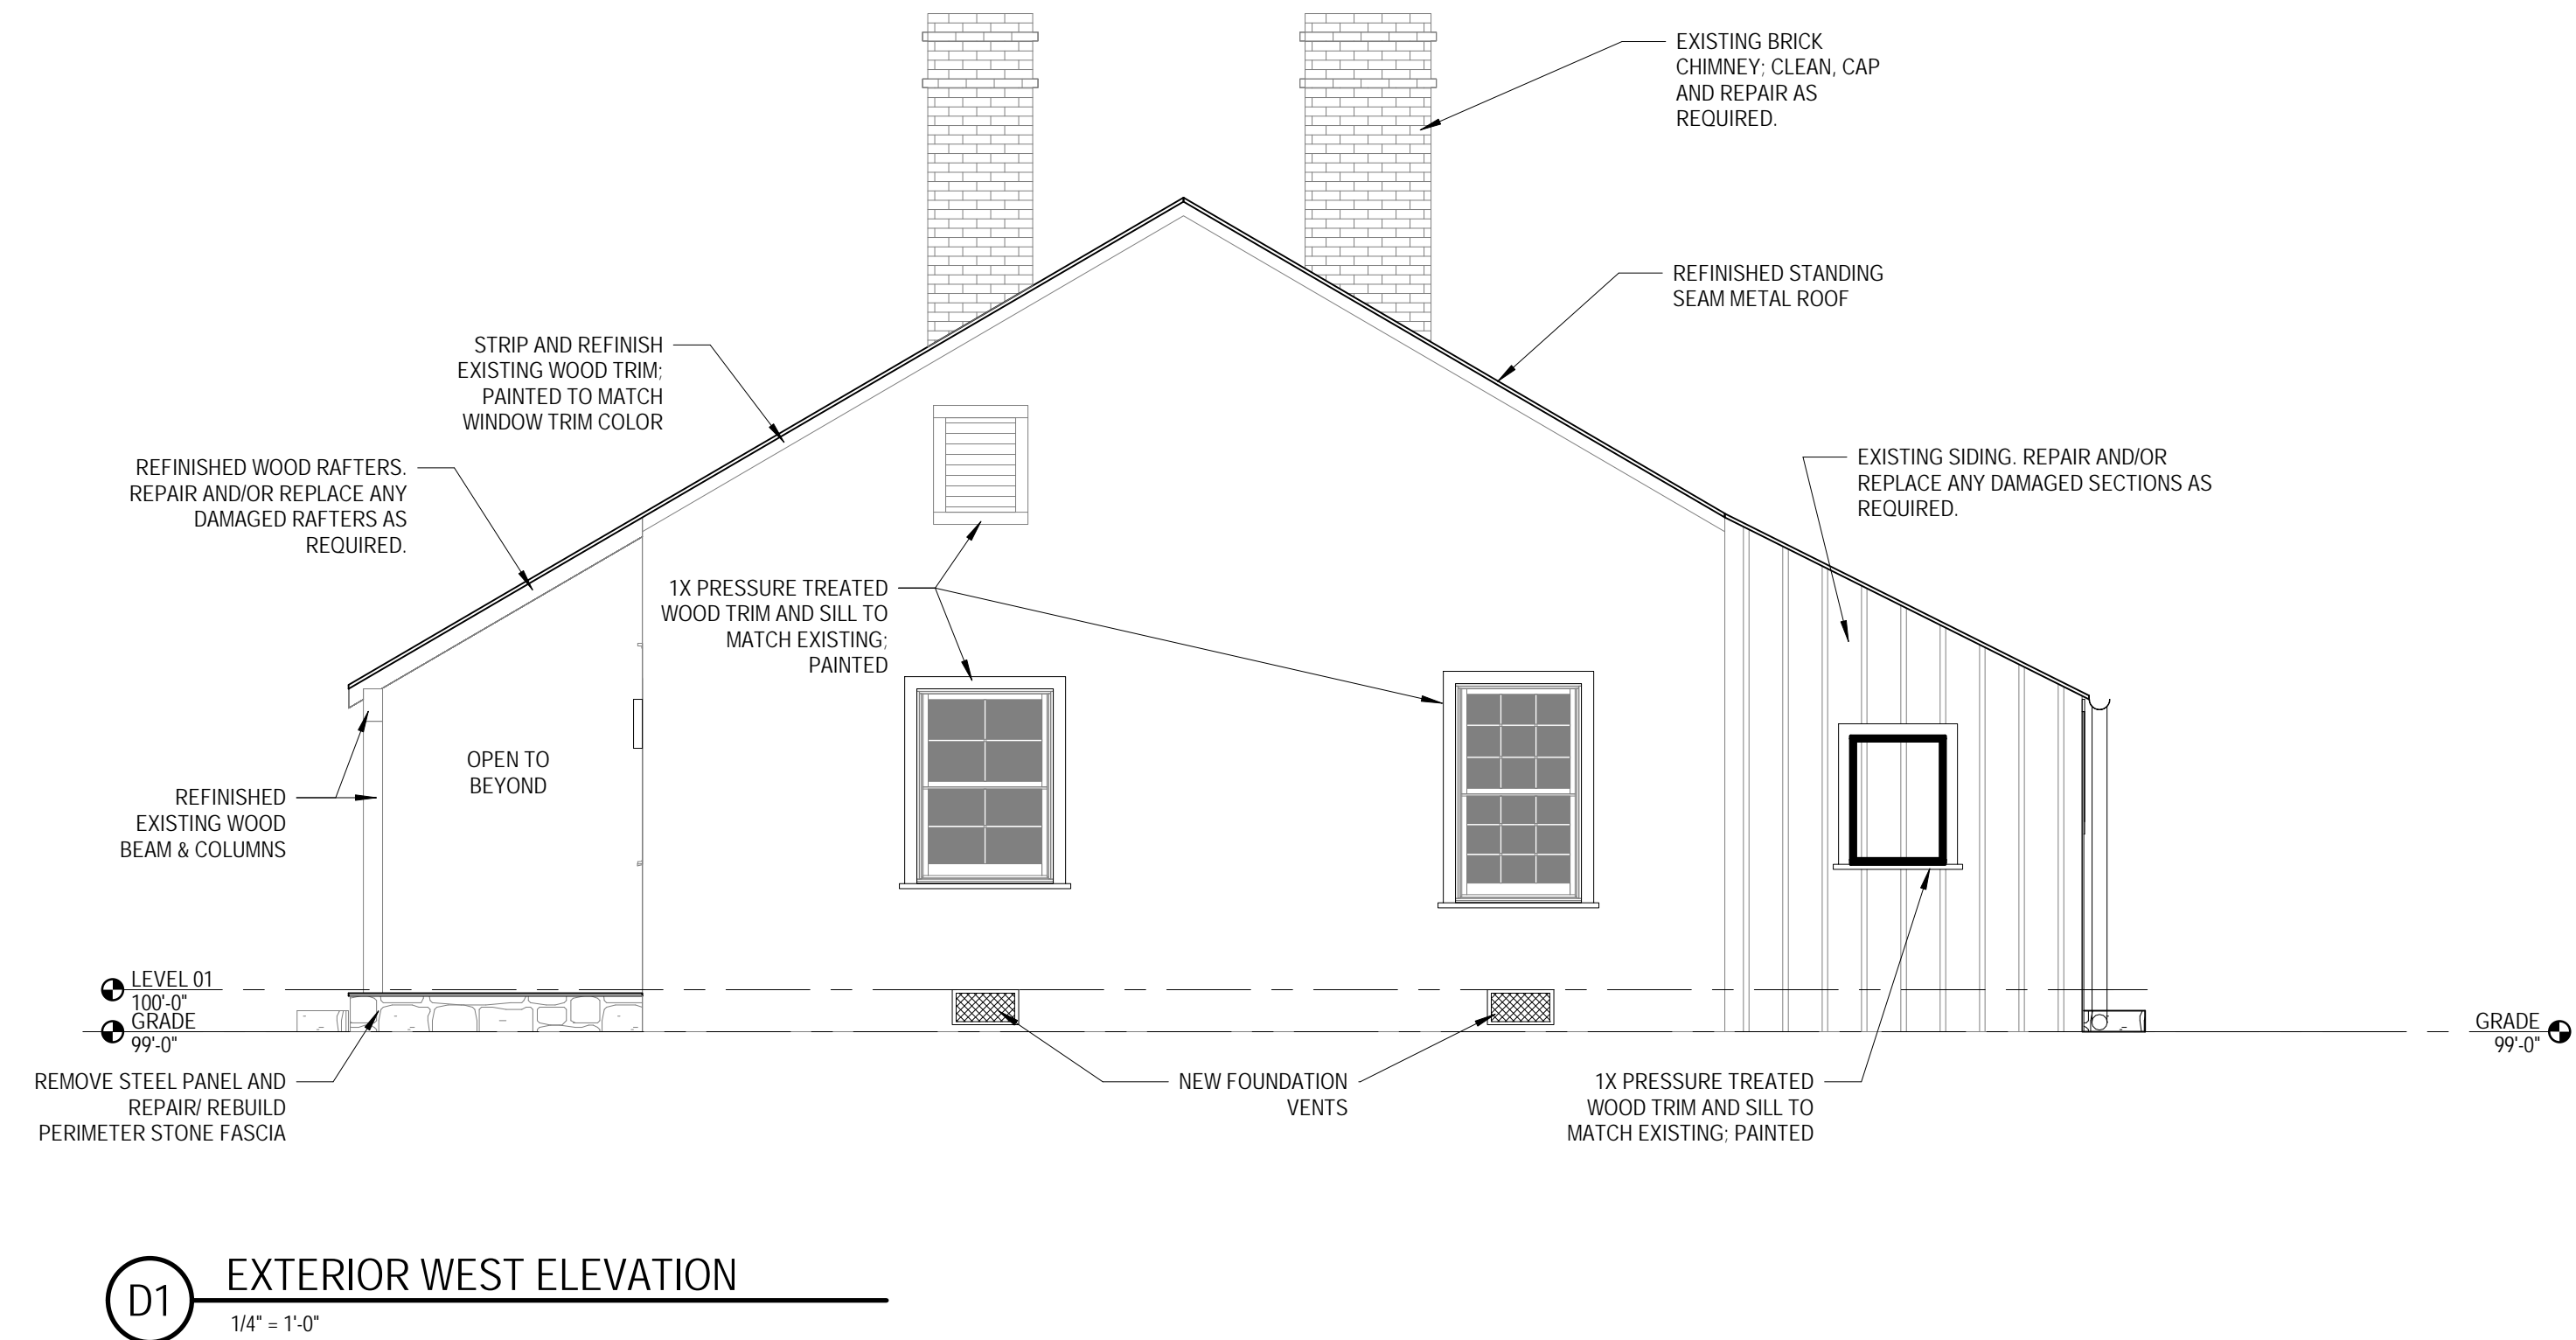 EXISTING BRICK
CHIMNEY; CLEAN, CAP
AND REPAIR AS
REQUIRED.
REFINISHED STANDING
SEAM METAL ROOF
STRIP AND REFINISH
EXISTING WOOD TRIM;
PAINTED TO MATCH
WINDOW TRIM COLOR
REFINISHED WOOD RAFTERS.
REPAIR AND/OR REPLACE ANY
DAMAGED RAFTERS AS
REQUIRED.
EXISTING SIDING. REPAIR AND/OR
REPLACE ANY DAMAGED SECTIONS AS
REQUIRED.
1X PRESSURE TREATED
WOOD TRIM AND SILL TO
MATCH EXISTING;
PAINTED
OPEN TO
BEYOND
REFINISHED
EXISTING WOOD
BEAM & COLUMNS
LEVEL 01
100'-0"
GRADE
99'-0"
GRADE
99'-0"
REMOVE STEEL PANEL AND
REPAIR/ REBUILD
PERIMETER STONE FASCIA
NEW FOUNDATION
VENTS
1X PRESSURE TREATED
WOOD TRIM AND SILL TO
MATCH EXISTING; PAINTED
D1
EXTERIOR WEST ELEVATION
1/4" = 1'-0"